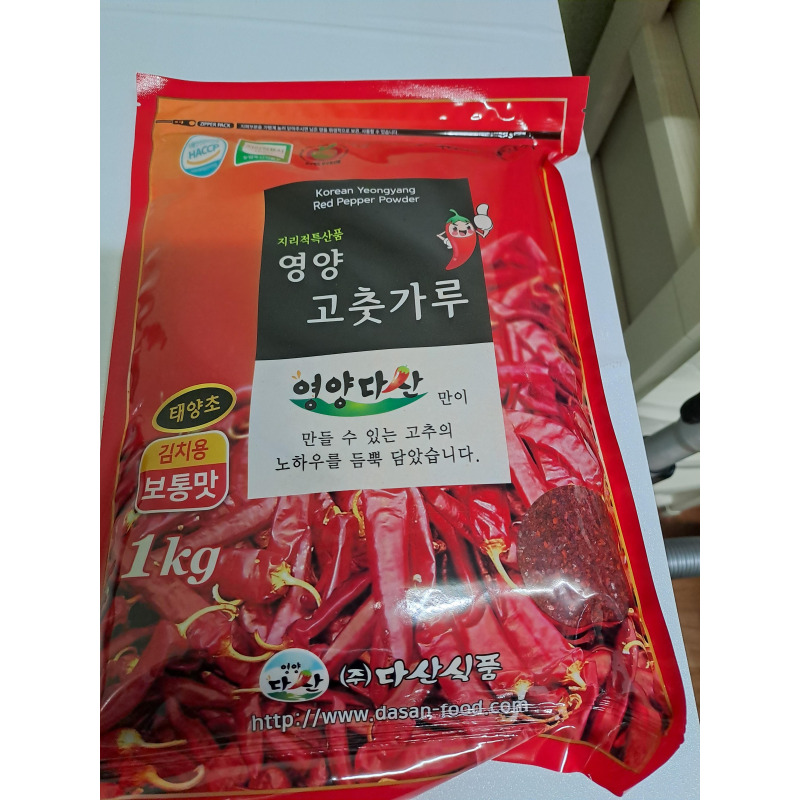 ZIPPER PACK
HACCP
Korean Yeongyang
Red Pepper Powder
지리적특산품
영양
고춧가루
영양다산 만이
만들 수 있는 고추의
노하우를 듬뿍 담았습니다.
태양초
김치용
보통맛
1kg
영양
다산
(주)다산식품
http://www.dasan-food.com